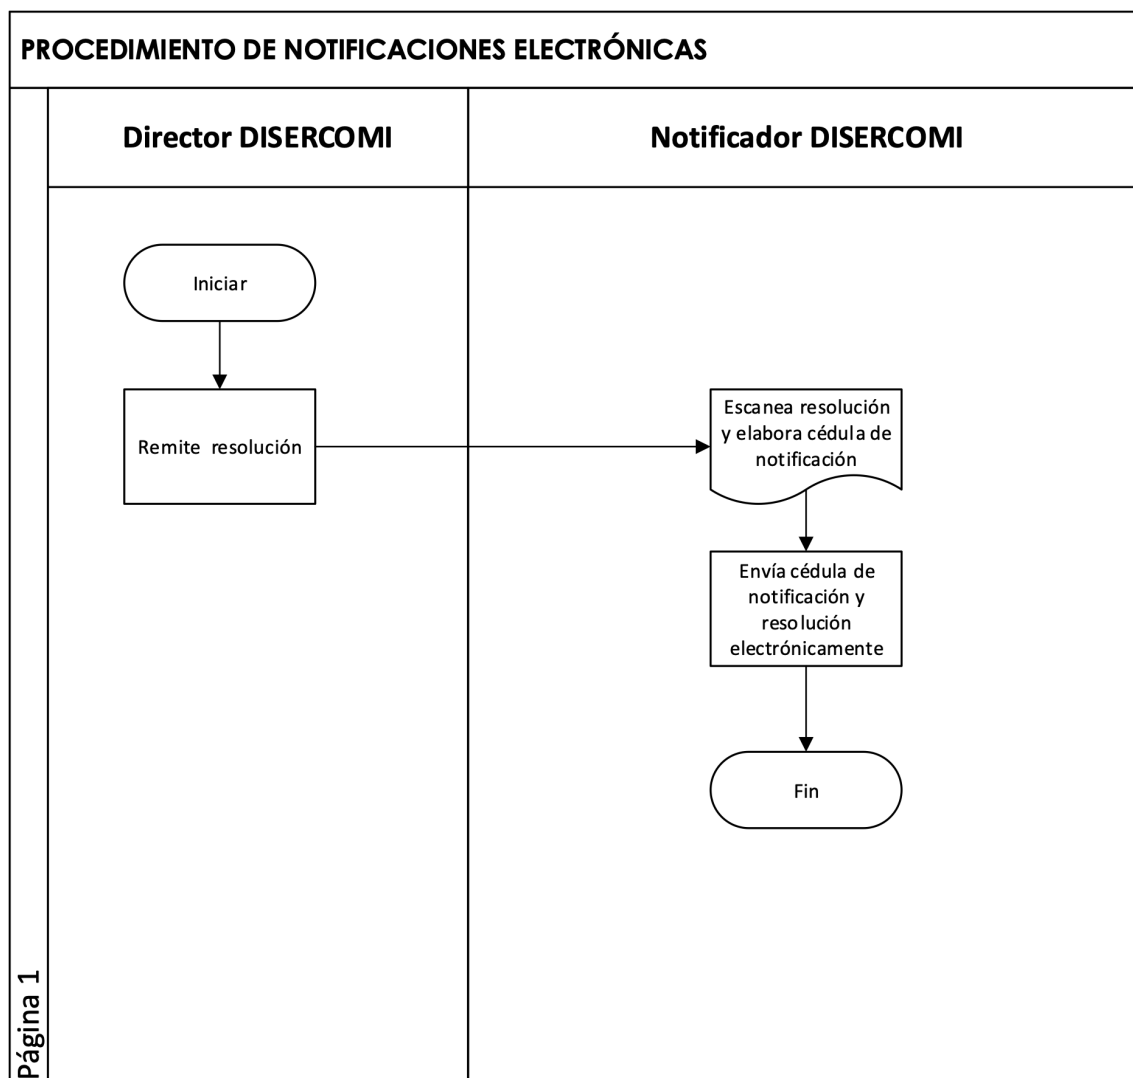 PROCEDIMIENTO DE NOTIFICACIONES ELECTRÓNICAS
Director DISERCOMI
Notificador DISERCOMI
Iniciar
Remite resolución
Escanea resolución
y elabora cédula de
notificación
Envía cédula de
notificación y
resolución
electrónicamente
Fin
Página 1